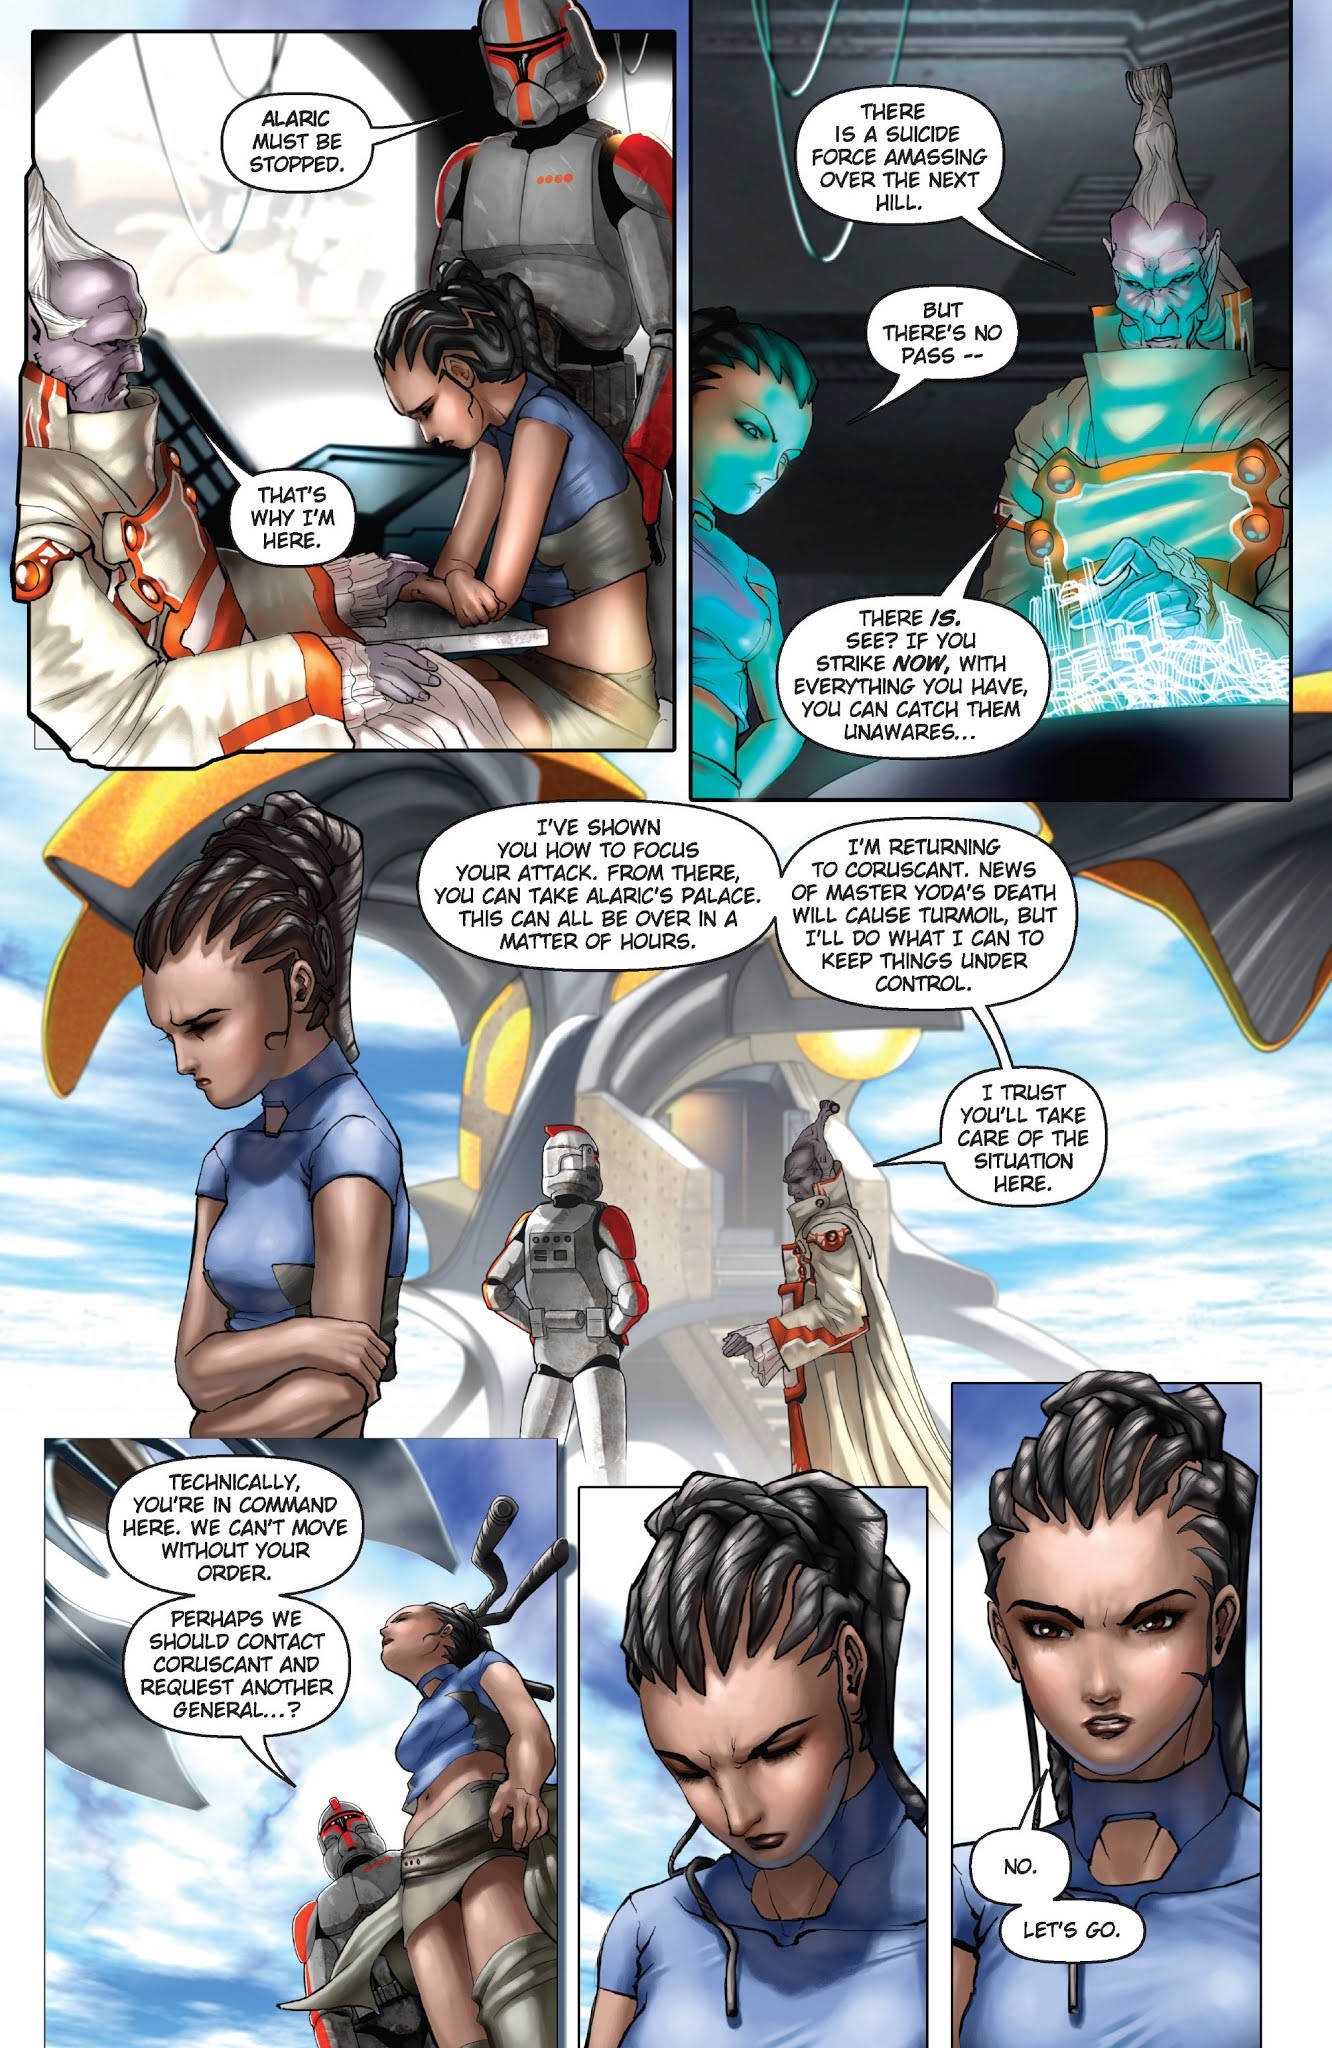 ALARIC
MUST BE
STOPPED.
THAT'S
WHY I'M
HERE.
THERE
IS A SUICIDE
FORCE AMASSING
OVER THE NEXT
HILL.
BUT
THERE'S NO
PASS --
THERE IS.
SEE? IF YOU
STRIKE NOW, WITH
EVERYTHING YOU HAVE,
YOU CAN CATCH THEM
UNAWARES...
I'VE SHOWN
YOU HOW TO FOCUS
YOUR ATTACK. FROM THERE,
YOU CAN TAKE ALARIC'S PALACE.
THIS CAN ALL BE OVER IN A
MATTER OF HOURS.
I'M RETURNING
TO CORUSCANT. NEWS
OF MASTER YODA'S DEATH
WILL CAUSE TURMOIL, BUT
I'LL DO WHAT I CAN TO
KEEP THINGS UNDER
CONTROL.
I TRUST
YOU'LL TAKE
CARE OF THE
SITUATION
HERE.
TECHNICALLY,
YOU'RE IN COMMAND
HERE. WE CAN'T MOVE
WITHOUT YOUR
ORDER.
PERHAPS WE
SHOULD CONTACT
CORUSCANT AND
REQUEST ANOTHER
GENERAL...?
NO.
LET'S GO.